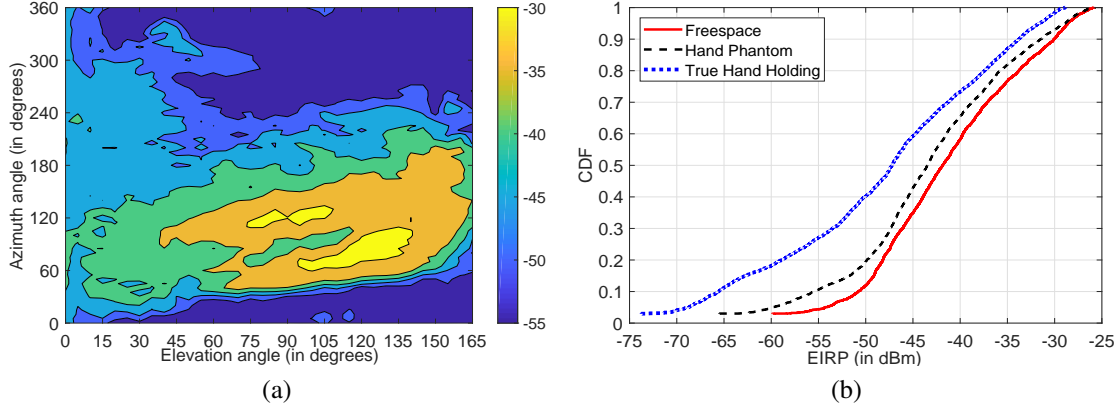 360
300
240
180
120
60
0
Azimuth angle (in degrees)
0 15 30 45 60 75 90 105 120 135 150 165
Elevation angle (in degrees)
-30
-35
-40
-45
-50
-55
(a)
1
0.9
0.8
0.7
0.6
0.5
0.4
0.3
0.2
0.1
0
CDF
Freespace
Hand Phantom
True Hand Holding
-75 -70 -65 -60 -55 -50 -45 -40 -35 -30 -25
EIRP (in dBm)
(b)